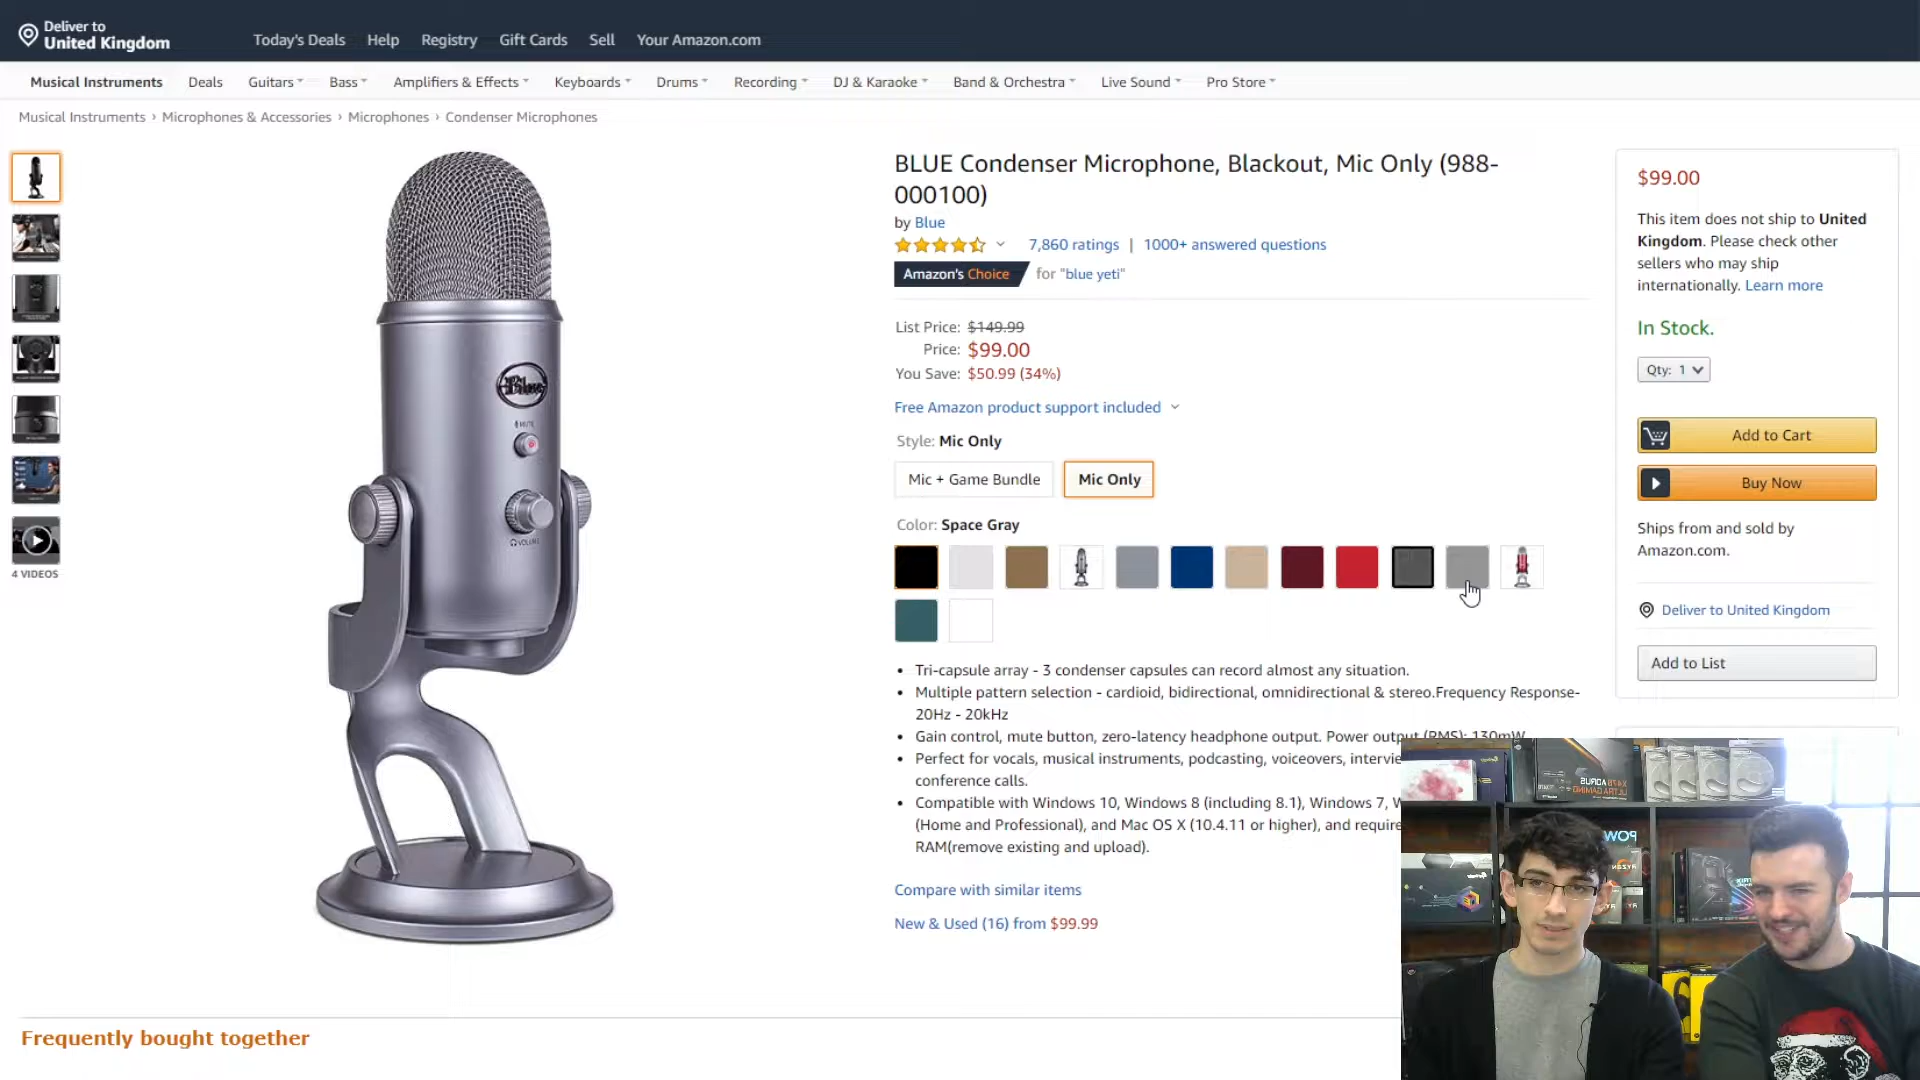 Deliver to
United Kingdom
Today's Deals Help Registry Gift Cards Sell Your Amazon.com
Musical Instruments Deals Guitars Bass Amplifiers & Effects Keyboards Drums Recording DJ & Karaoke Band & Orchestra Live Sound Pro Store
Musical Instruments › Microphones & Accessories › Microphones › Condenser Microphones
4 VIDEOS
Blue
MUTE
VOLUME
BLUE Condenser Microphone, Blackout, Mic Only (988-
000100)
by Blue
7,860 ratings | 1000+ answered questions
Amazon's Choice for "blue yeti"
List Price: $149.99
Price: $99.00
You Save: $50.99 (34%)
Free Amazon product support included
Style: Mic Only
Mic + Game Bundle Mic Only
Color: Space Gray
• Tri-capsule array - 3 condenser capsules can record almost any situation.
• Multiple pattern selection - cardioid, bidirectional, omnidirectional & stereo.Frequency Response-
20Hz - 20kHz
• Gain control, mute button, zero-latency headphone output. Power output (RMS): 130mW
• Perfect for vocals, musical instruments, podcasting, voiceovers,
conference calls.
• Compatible with Windows 10, Windows 8 (including 8.1), Windows 7,
(Home and Professional), and Mac OS X (10.4.11 or higher), and
RAM(remove existing and upload).
Compare with similar items
New & Used (16) from $99.99
$99.00
This item does not ship to United
Kingdom. Please check other
sellers who may ship
internationally. Learn more
In Stock.
Qty: 1
Add to Cart
Buy Now
Ships from and sold by
Amazon.com.
Deliver to United Kingdom
Add to List
Frequently bought together
X470 AORUS
ULTRA GAMING
POW
RYZEN